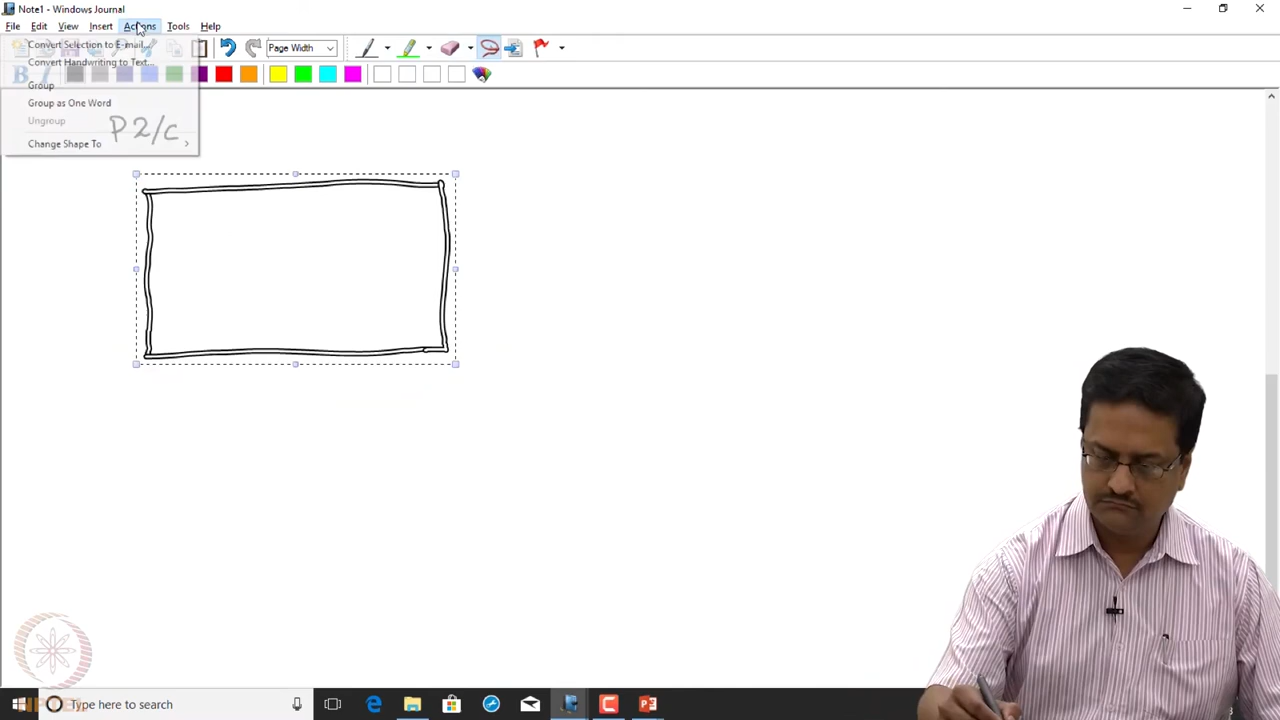 Note1 - Windows Journal
File Edit View Insert Actions Tools Help
Page Width
Convert Selection to E-mail...
Convert Handwriting to Text...
Group
Group as One Word
Ungroup
Change Shape To
P2/C
Type here to search